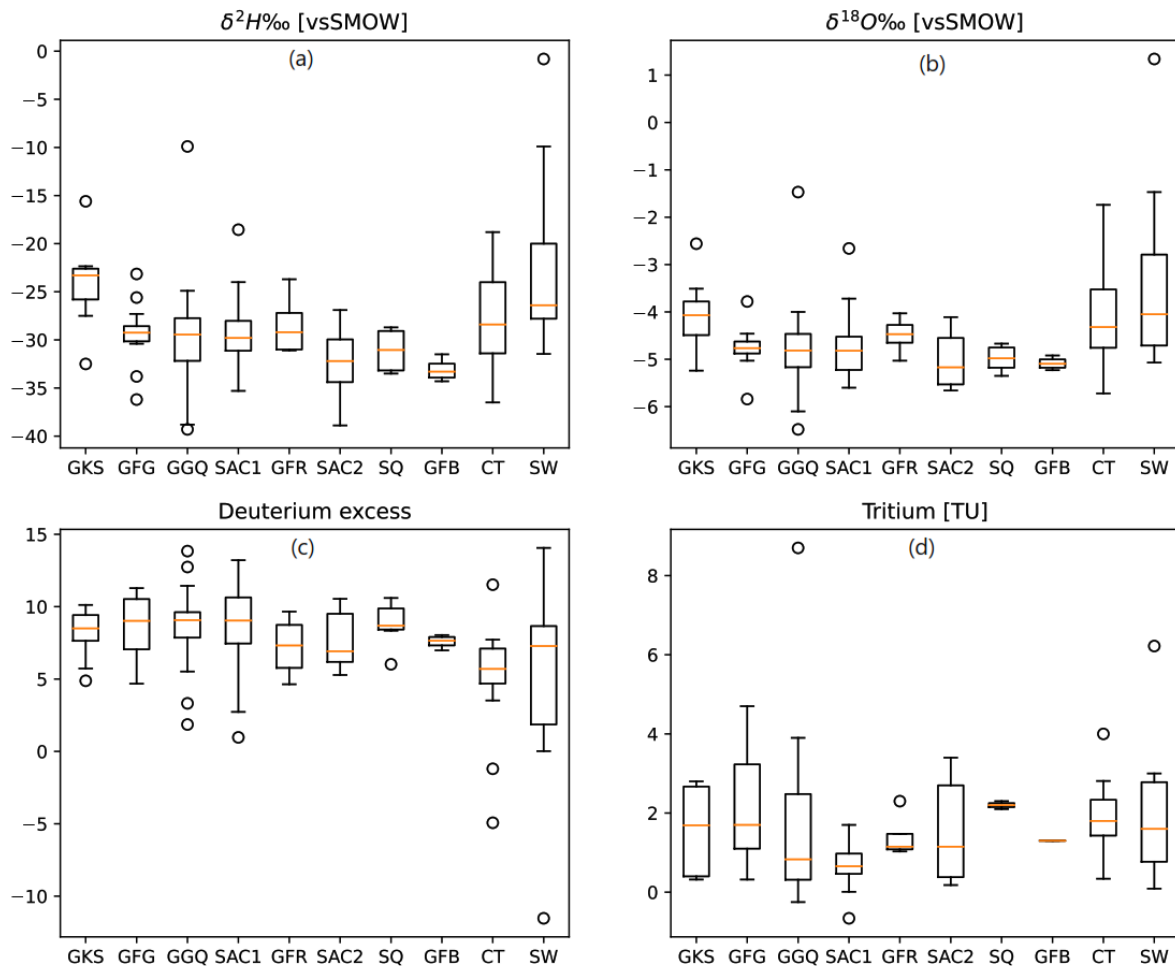 δ²H‰ [vsSMOW]
(a)
0
−5
−10
−15
−20
−25
−30
−35
−40
GKS GFG GGQ SAC1 GFR SAC2 SQ GFB CT SW
δ¹⁸O‰ [vsSMOW]
(b)
1
0
−1
−2
−3
−4
−5
−6
GKS GFG GGQ SAC1 GFR SAC2 SQ GFB CT SW
Deuterium excess
(c)
15
10
5
0
−5
−10
GKS GFG GGQ SAC1 GFR SAC2 SQ GFB CT SW
Tritium [TU]
(d)
8
6
4
2
0
GKS GFG GGQ SAC1 GFR SAC2 SQ GFB CT SW